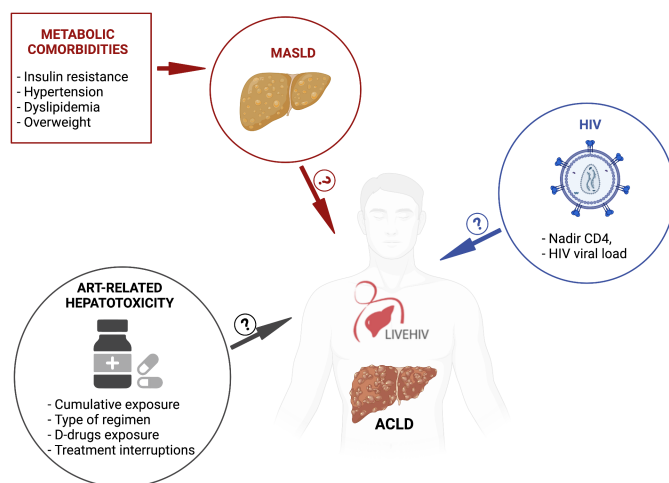 METABOLIC
COMORBIDITIES
- Insulin resistance
- Hypertension
- Dyslipidemia
- Overweight
MASLD
?
HIV
- Nadir CD4,
- HIV viral load
?
ART-RELATED
HEPATOTOXICITY
- Cumulative exposure
- Type of regimen
- D-drugs exposure
- Treatment interruptions
?
LIVEHIV
ACLD